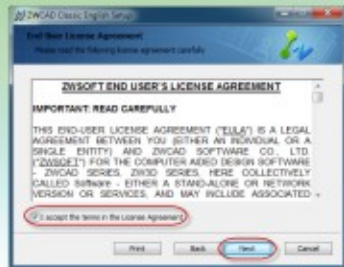 ZWCAD Classic English Setup
End-User License Agreement
Please read the following license agreement carefully
ZWSOFT END USER'S LICENSE AGREEMENT
IMPORTANT: READ CAREFULLY
THIS END-USER LICENSE AGREEMENT ("EULA") IS A LEGAL
AGREEMENT BETWEEN YOU (EITHER AN INDIVIDUAL OR A
SINGLE ENTITY) AND ZWCAD SOFTWARE CO., LTD.
("ZWSOFT") FOR THE COMPUTER AIDED DESIGN SOFTWARE
- ZWCAD SERIES, ZW3D SERIES, HERE COLLECTIVELY
CALLED Software - EITHER A STAND-ALONE OR NETWORK
VERSION OR SERVICES, AND MAY INCLUDE ASSOCIATED
I accept the terms in the License Agreement
Print Back Next Cancel